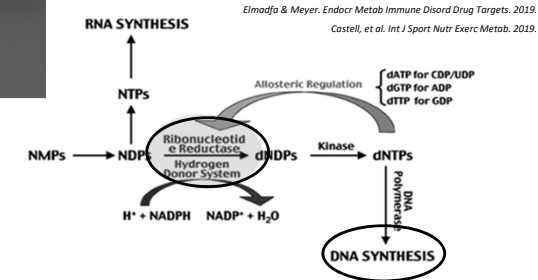 Elmadfa & Meyer. Endocr Metab Immune Disord Drug Targets. 2019.
Castell, et al. Int J Sport Nutr Exerc Metab. 2019.
RNA SYNTHESIS
Allosteric Regulation
dATP for CDP/UDP
dGTP for ADP
dTTP for GDP
NTPs
Ribonucleotid
e Reductase
NMPs
NDPs
dNDPs
Kinase
dNTPs
Hydrogen
Donor System
DNA
Polymerase
H⁺ + NADPH
NADP⁺ + H₂O
DNA SYNTHESIS